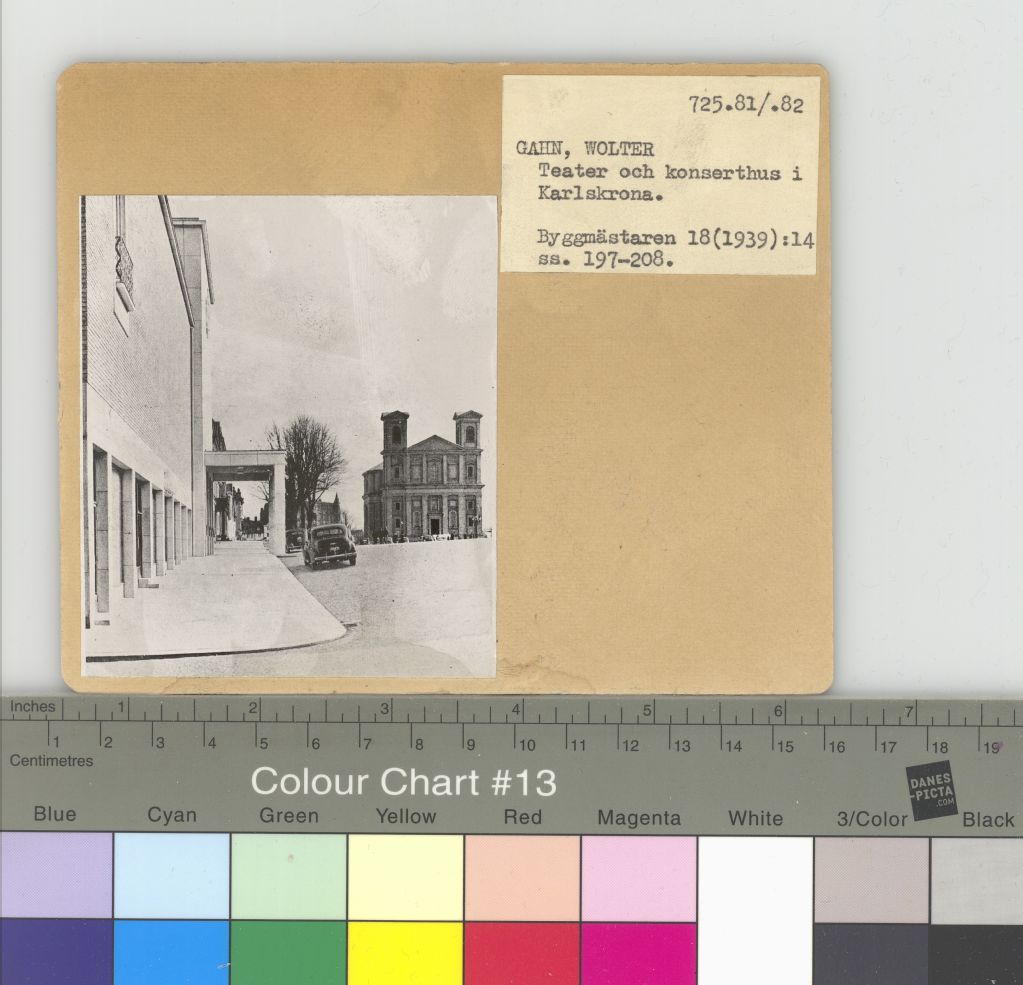 725.81/.82
GAHN, WOLTER
Teater och konserthus i
Karlskrona.
Byggmästaren 18(1939):14
ss. 197-208.
Inches 1 2 3 4 5 6 7
1 2 3 4 5 6 7 8 9 10 11 12 13 14 15 16 17 18 19
Centimetres
Colour Chart #13
DANES
-PICTA
.COM
Blue Cyan Green Yellow Red Magenta White 3/Color Black